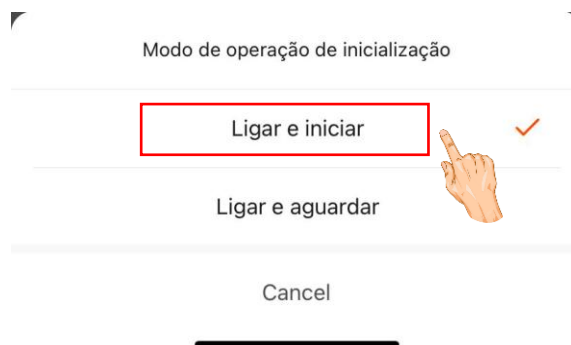 Modo de operação de inicialização
Ligar e iniciar
Ligar e aguardar
Cancel